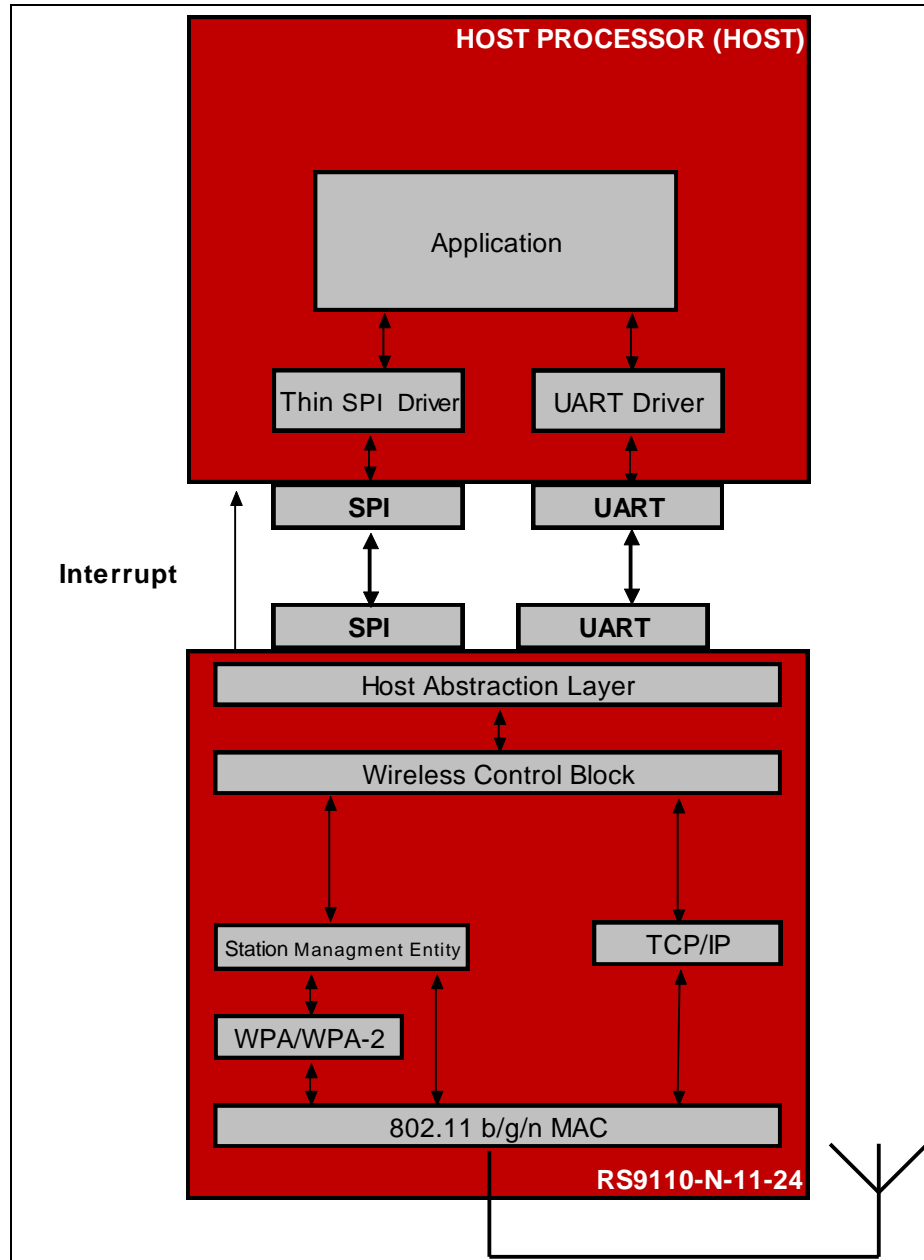 HOST PROCESSOR (HOST)
Application
Thin SPI Driver
UART Driver
SPI
UART
Interrupt
SPI
UART
Host Abstraction Layer
Wireless Control Block
Station Managment Entity
TCP/IP
WPA/WPA-2
802.11 b/g/n MAC
RS9110-N-11-24